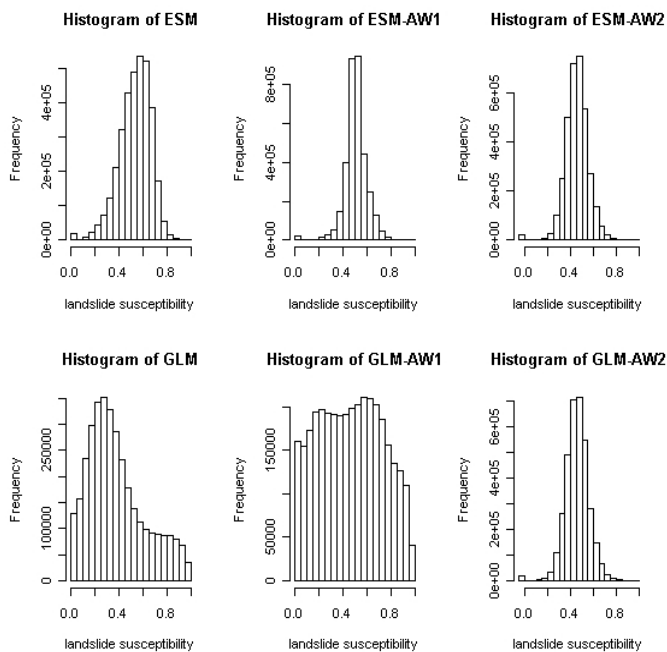 Histogram of ESM
Frequency
0e+00 2e+05 4e+05
0.0 0.4 0.8
landslide susceptibility
Histogram of ESM-AW1
Frequency
0e+00 4e+05 8e+05
0.0 0.4 0.8
landslide susceptibility
Histogram of ESM-AW2
Frequency
0e+00 2e+05 4e+05 6e+05
0.0 0.4 0.8
landslide susceptibility
Histogram of GLM
Frequency
0 100000 250000
0.0 0.4 0.8
landslide susceptibility
Histogram of GLM-AW1
Frequency
0 50000 150000
0.0 0.4 0.8
landslide susceptibility
Histogram of GLM-AW2
Frequency
0e+00 2e+05 4e+05 6e+05
0.0 0.4 0.8
landslide susceptibility